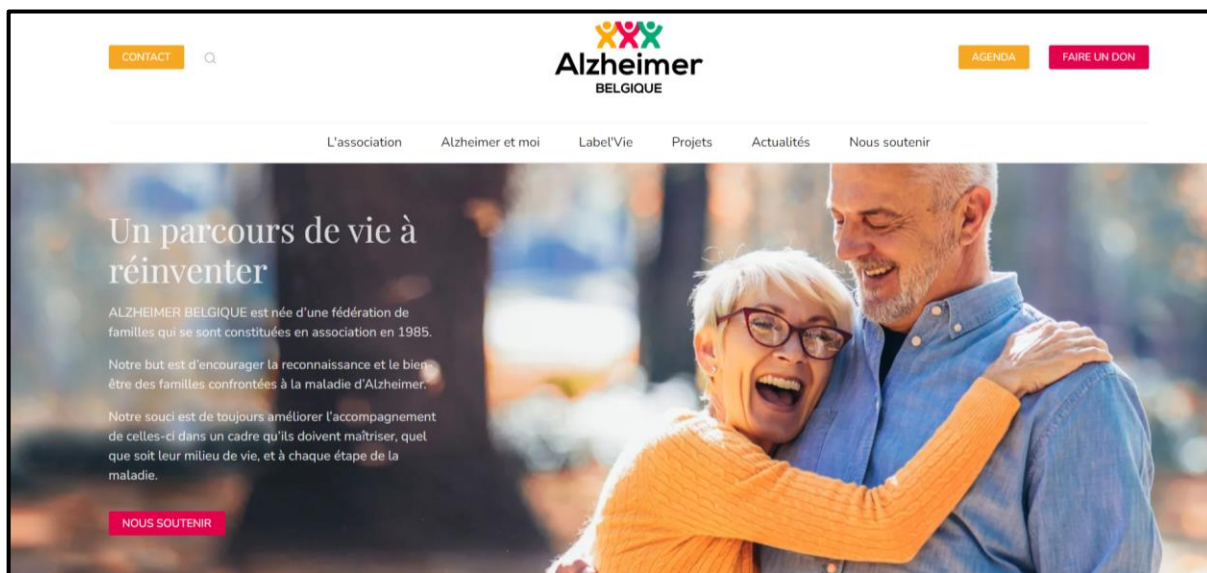 CONTACT
Alzheimer
BELGIQUE
AGENDA
FAIRE UN DON
L'association
Alzheimer et moi
Label'Vie
Projets
Actualités
Nous soutenir
Un parcours de vie à
réinventer
ALZHEIMER BELGIQUE est née d'une fédération de
familles qui se sont constituées en association en 1985.
Notre but est d'encourager la reconnaissance et le bien-
être des familles confrontées à la maladie d'Alzheimer.
Notre souci est de toujours améliorer l'accompagnement
de celles-ci dans un cadre qu'ils doivent maîtriser, quel
que soit leur milieu de vie, et à chaque étape de la
maladie.
NOUS SOUTENIR